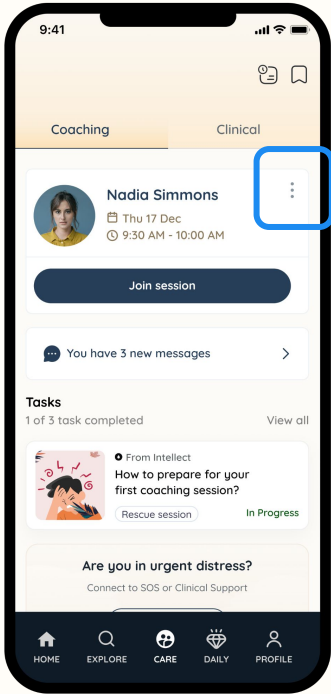 9:41
Coaching
Clinical
Nadia Simmons
Thu 17 Dec
9:30 AM - 10:00 AM
Join session
You have 3 new messages
Tasks
1 of 3 task completed
View all
From Intellect
How to prepare for your
first coaching session?
Rescue session
In Progress
Are you in urgent distress?
Connect to SOS or Clinical Support
HOME
EXPLORE
CARE
DAILY
PROFILE